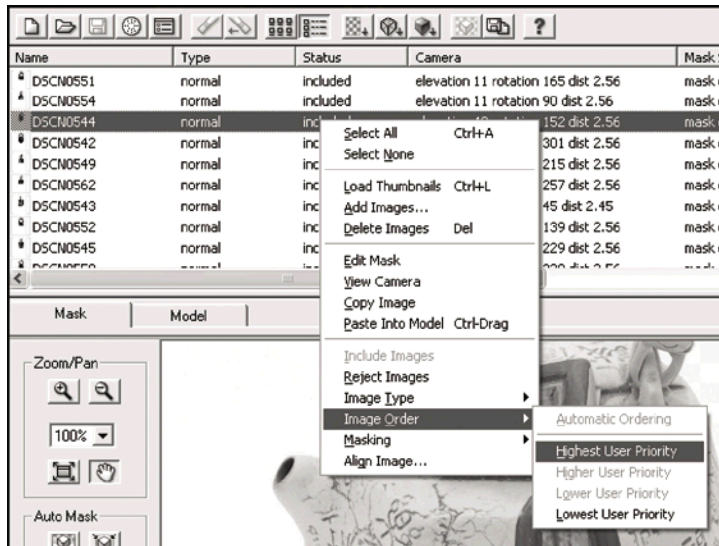 Name Type Status Camera Mask
DSCN0551 normal included elevation 11 rotation 165 dist 2.56 mask
DSCN0554 normal included elevation 11 rotation 90 dist 2.56 mask
DSCN0544 normal 152 dist 2.56 mask
DSCN0542 normal inc 301 dist 2.56 mask
DSCN0549 normal inc 215 dist 2.56 mask
DSCN0562 normal inc 257 dist 2.56 mask
DSCN0543 normal inc 45 dist 2.45 mask
DSCN0552 normal inc 139 dist 2.56 mask
DSCN0545 normal inc 229 dist 2.56 mask
Select All Ctrl+A
Select None
Load Thumbnails Ctrl+L
Add Images...
Delete Images Del
Edit Mask
View Camera
Copy Image
Paste Into Model Ctrl-Drag
Include Images
Reject Images
Image Type
Image Order
Masking
Align Image...
Automatic Ordering
Highest User Priority
Higher User Priority
Lower User Priority
Lowest User Priority
Mask Model
Zoom/Pan
100%
Auto Mask